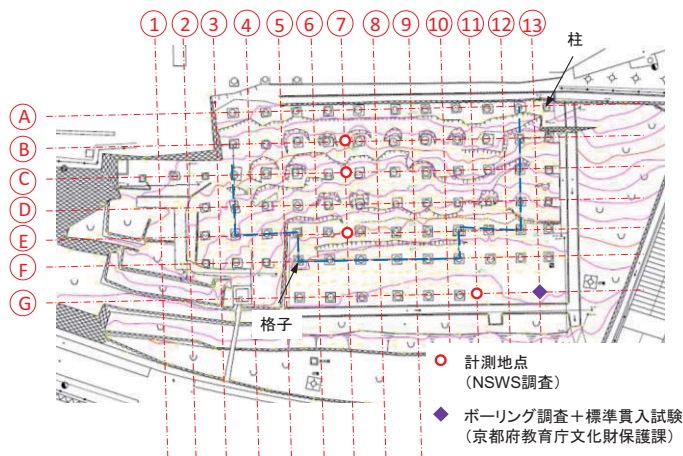 ① ② ③ ④ ⑤ ⑥ ⑦ ⑧ ⑨ ⑩ ⑪ ⑫ ⑬
柱
Ⓐ
Ⓑ
Ⓒ
Ⓓ
Ⓔ
Ⓕ
Ⓖ
格子
計測地点
(NSWS調査)
ボーリング調査+標準貫入試験
(京都府教育庁文化財保護課)